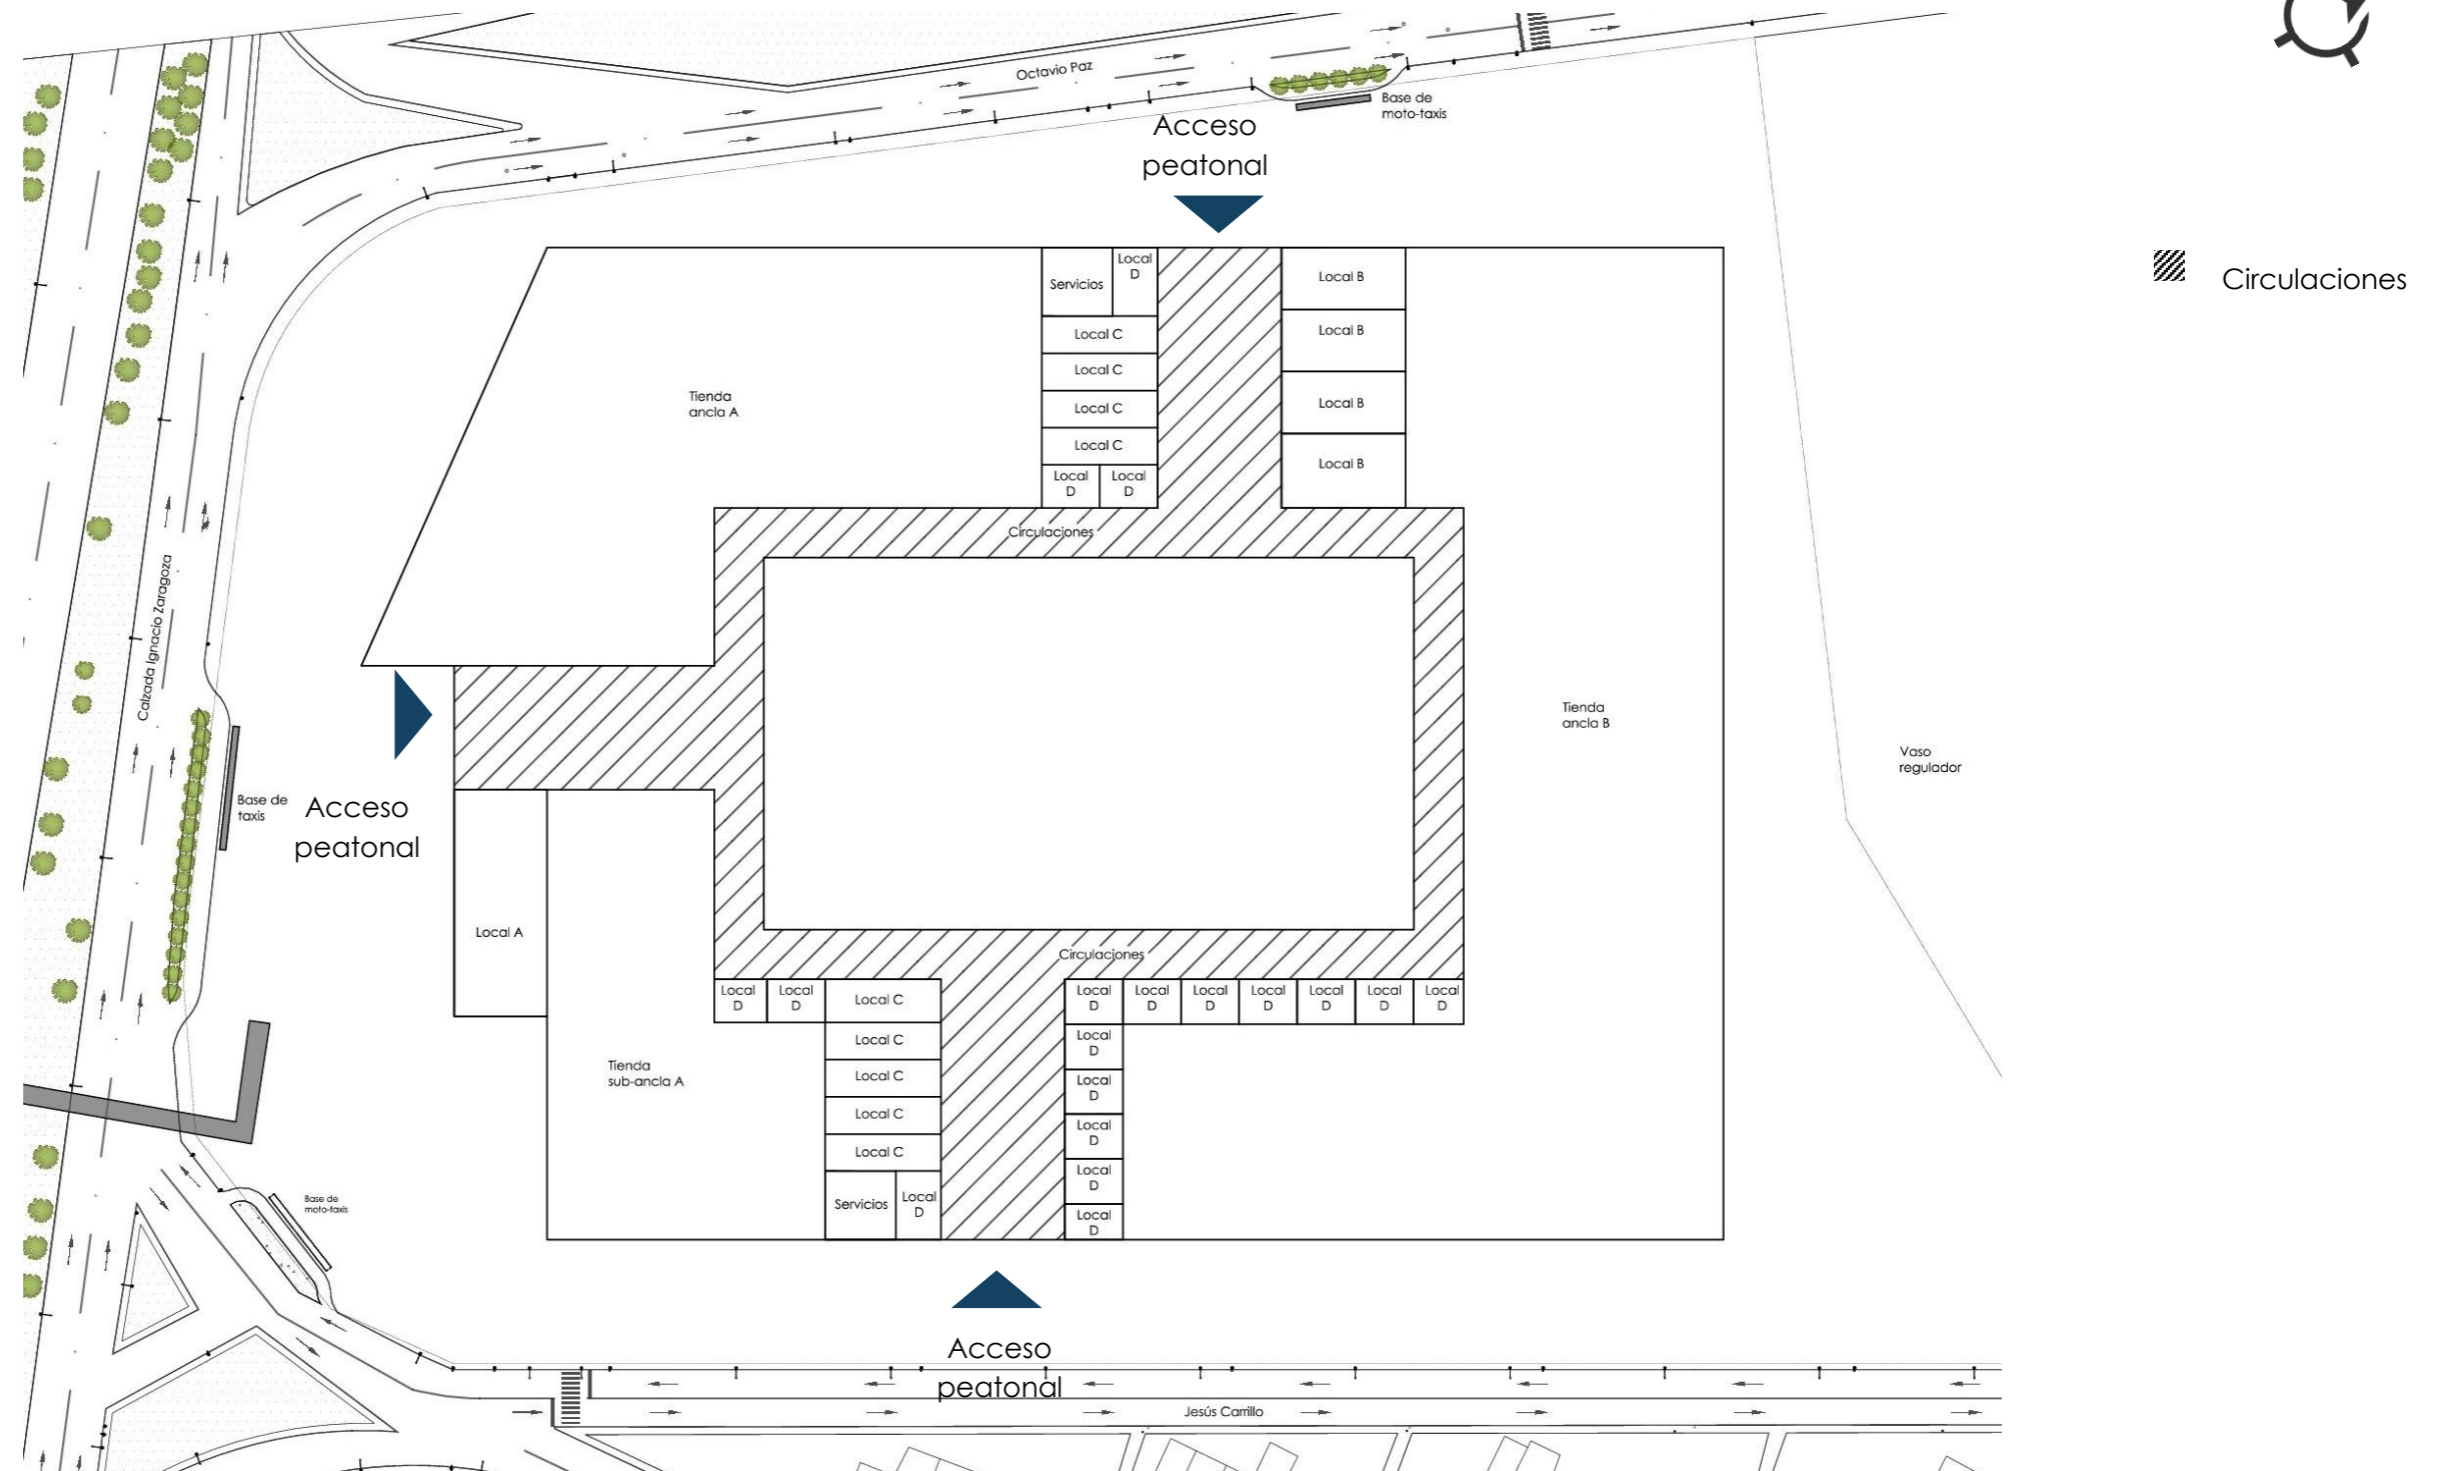 Octavio Paz
Base de
moto-taxis
Acceso
peatonal
Circulaciones
Servicios
Local
D
Local B
Local C
Local B
Local C
Local C
Local B
Local C
Local B
Local
D
Local
D
Tienda
ancla A
Circulaciones
Calzada Ignacio Zaragoza
Tienda
ancla B
Vaso
regulador
Base de
taxis
Acceso
peatonal
Local A
Circulaciones
Local
D
Local
D
Local C
Local
D
Local
D
Local
D
Local
D
Local
D
Local
D
Local
D
Local C
Local
D
Local C
Local
D
Local C
Local
D
Local C
Local
D
Servicios
Local
D
Local
D
Tienda
sub-ancla A
Base de
moto-taxis
Acceso
peatonal
Jesús Carrillo